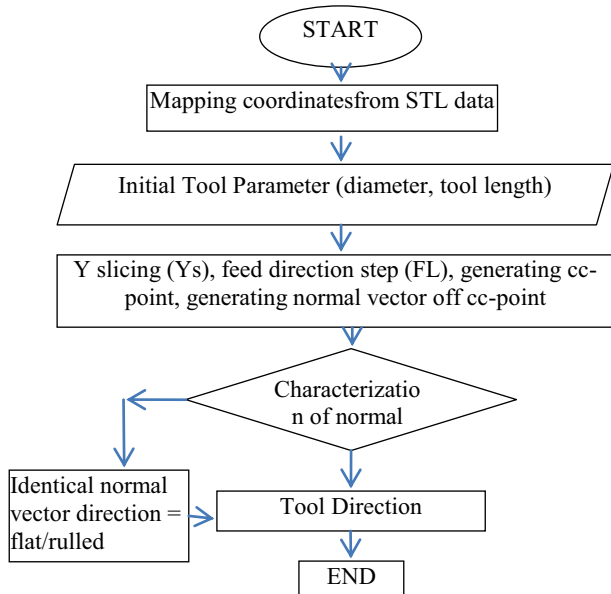 START
Mapping coordinatesfrom STL data
Initial Tool Parameter (diameter, tool length)
Y slicing (Ys), feed direction step (FL), generating cc-
point, generating normal vector off cc-point
Characterizatio
n of normal
Identical normal
vector direction =
flat/rulled
Tool Direction
END